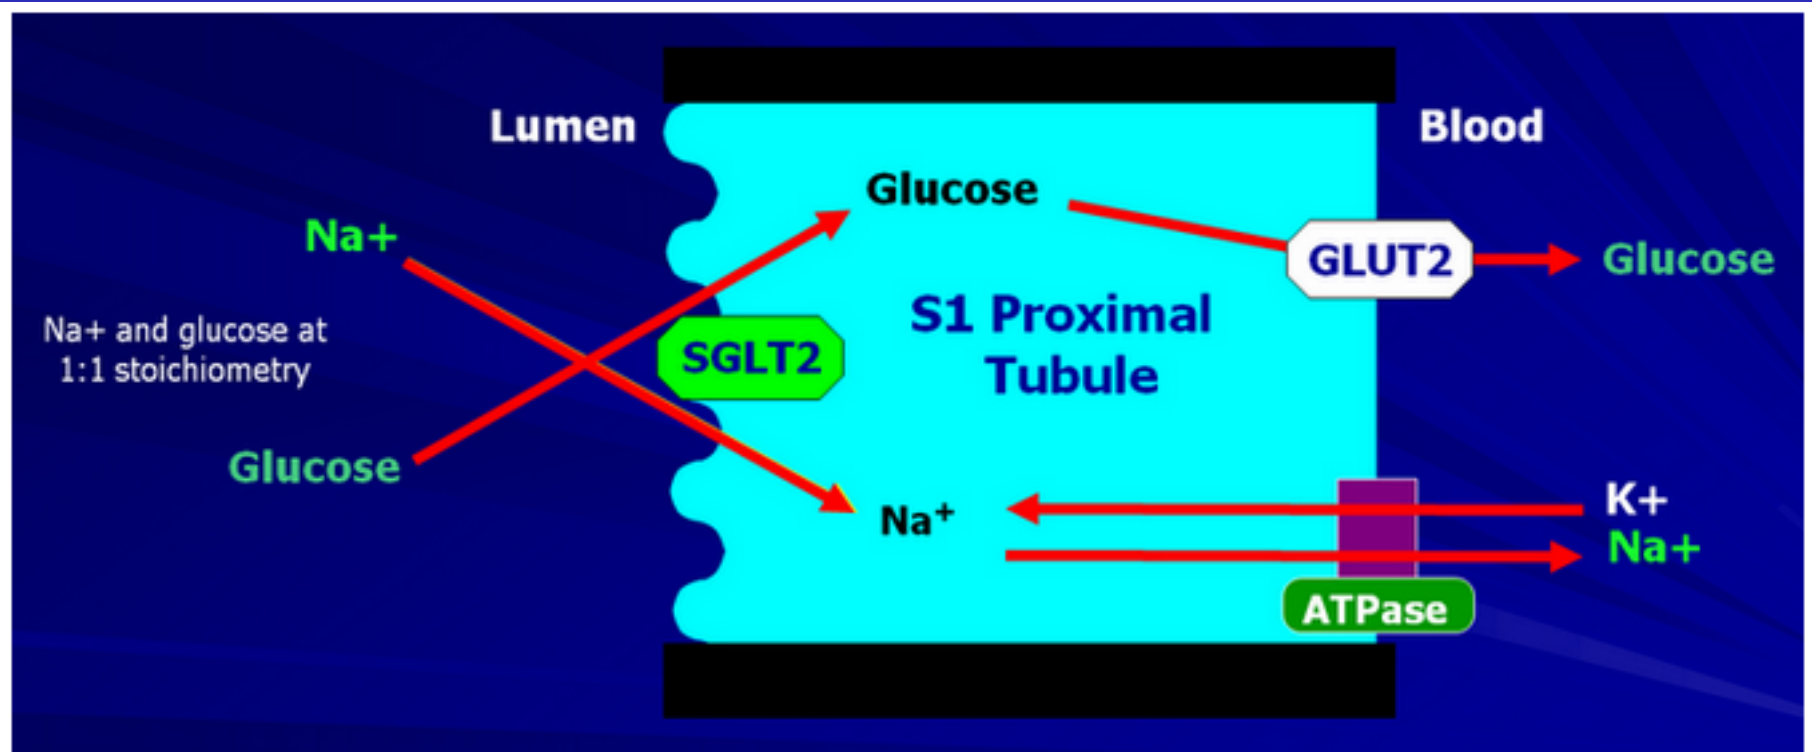 Lumen
Blood
Glucose
Na+
GLUT2
Glucose
S1 Proximal
Tubule
Na+ and glucose at
1:1 stoichiometry
SGLT2
Glucose
Na⁺
K+
Na+
ATPase